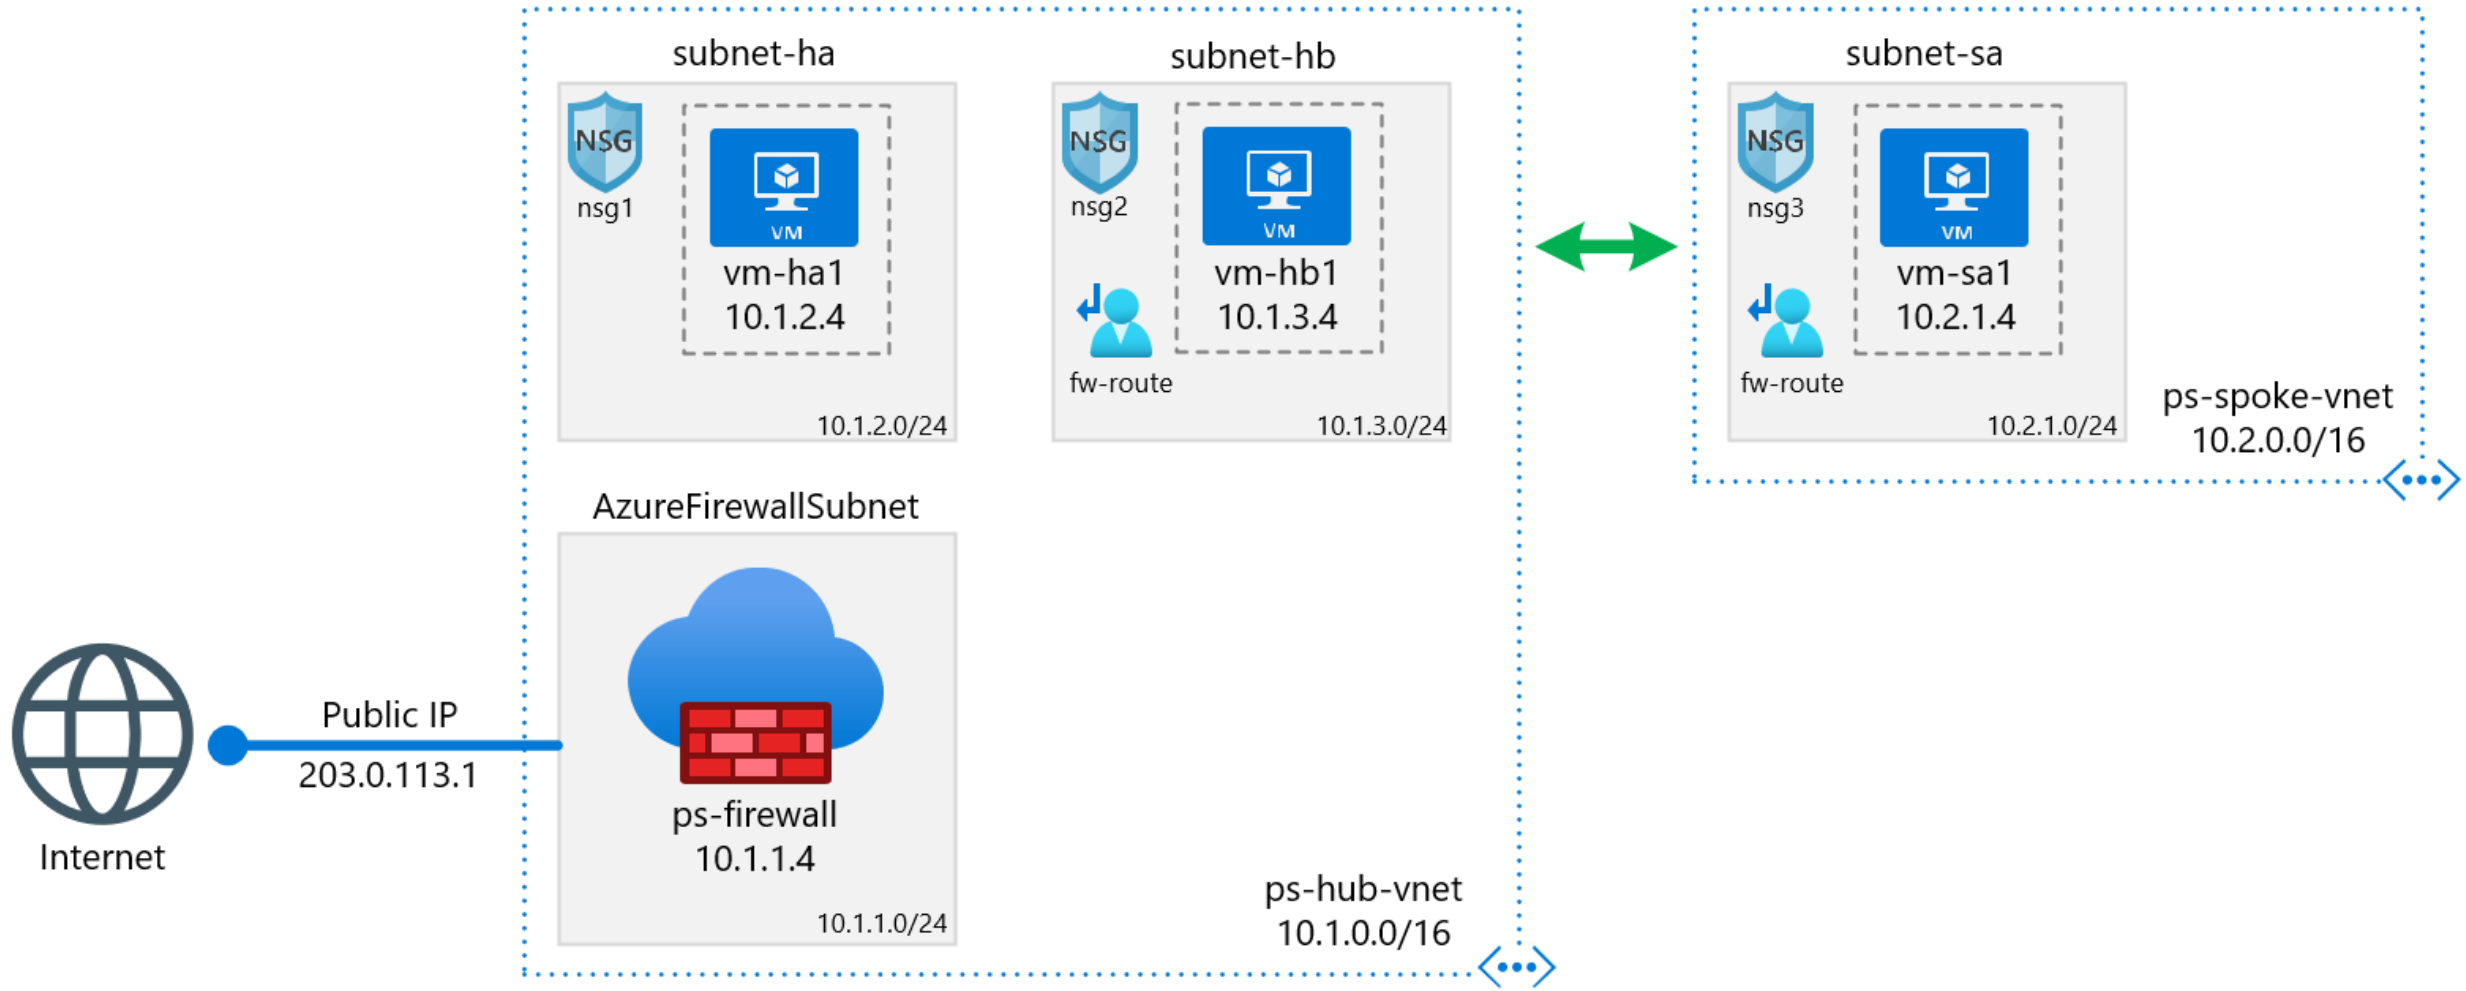 subnet-ha
NSG
nsg1
VM
vm-ha1
10.1.2.4
10.1.2.0/24
subnet-hb
NSG
nsg2
VM
vm-hb1
10.1.3.4
fw-route
10.1.3.0/24
subnet-sa
NSG
nsg3
VM
vm-sa1
10.2.1.4
fw-route
10.2.1.0/24
ps-spoke-vnet
10.2.0.0/16
AzureFirewallSubnet
ps-firewall
10.1.1.4
10.1.1.0/24
Public IP
203.0.113.1
Internet
ps-hub-vnet
10.1.0.0/16